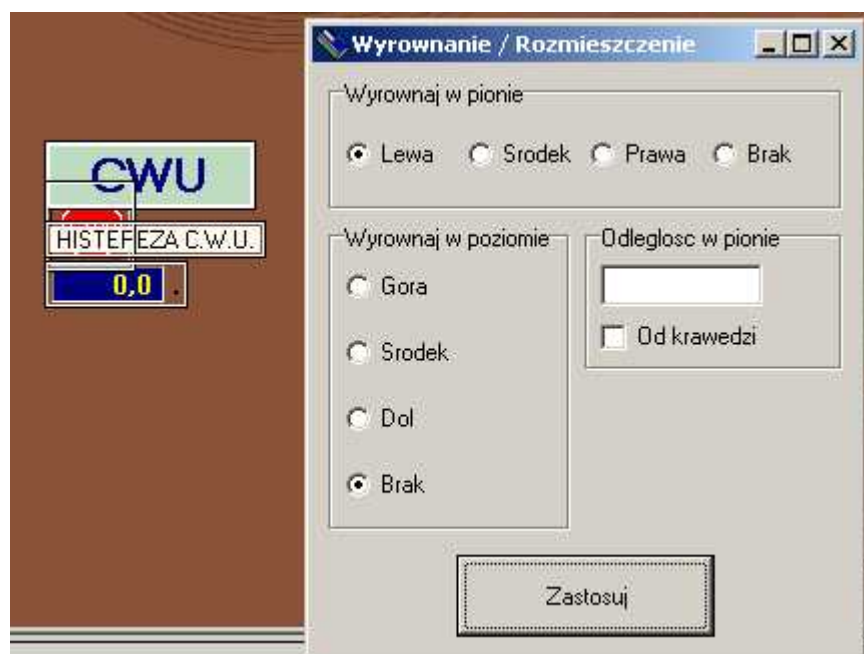 Wyrownanie / Rozmieszczenie
Wyrownaj w pionie
Lewa Srodek Prawa Brak
CWU
HISTEREZA C.W.U.
0,0 .
Wyrownaj w poziomie
Gora
Srodek
Dol
Brak
Odleglosc w pionie
Od krawedzi
Zastosuj